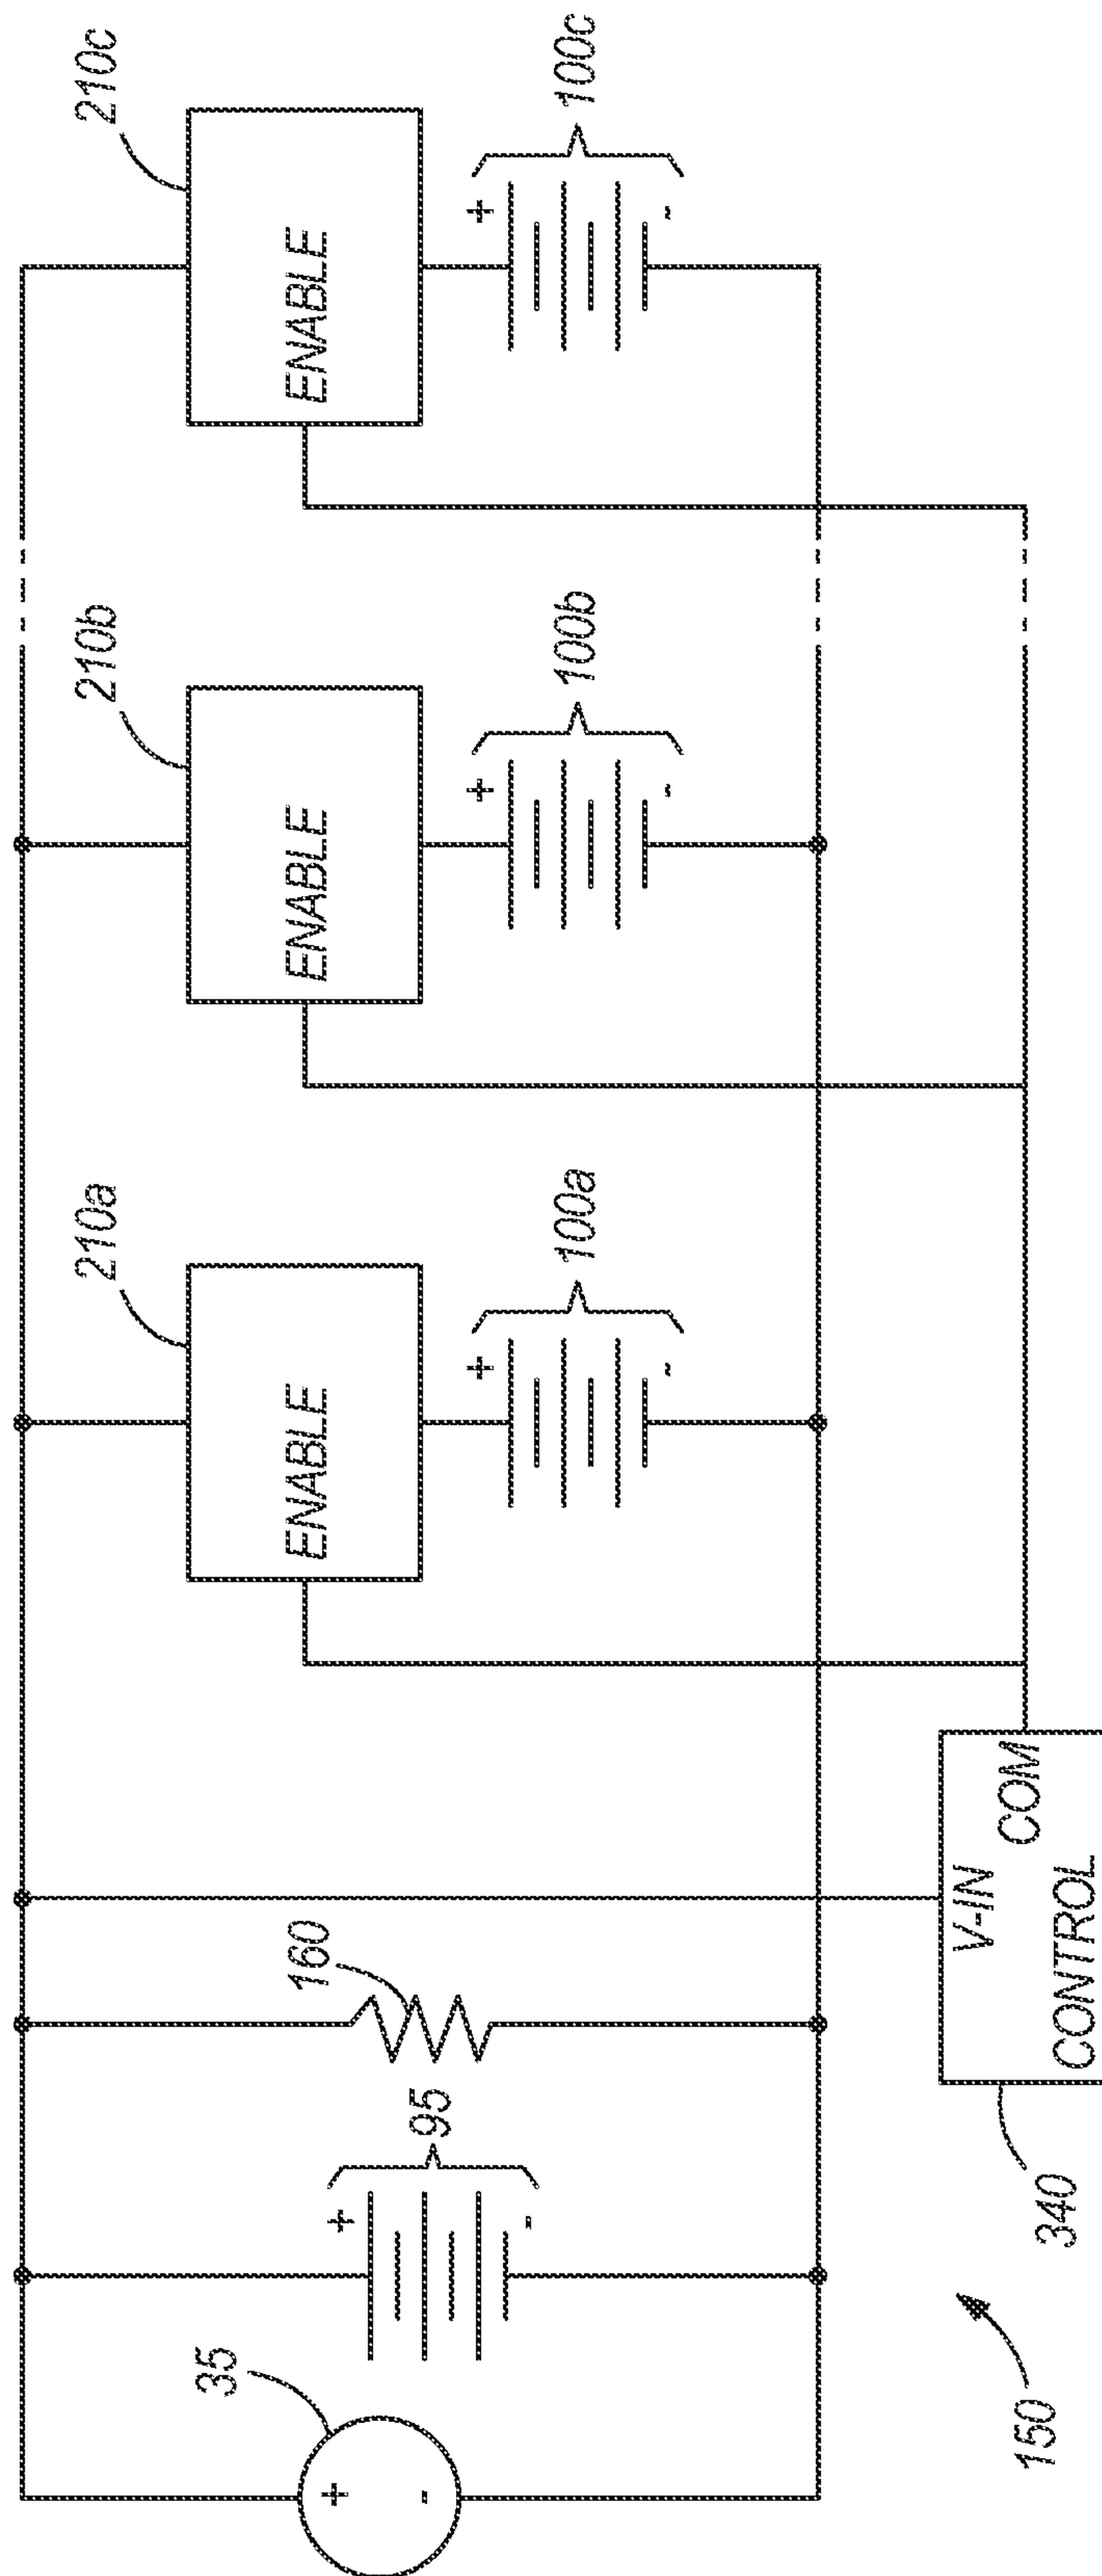 210a
210b
210c
ENABLE
ENABLE
ENABLE
35
+
-
+
-
95
160
+
-
100a
+
-
100b
+
-
100c
V-IN
COM
CONTROL
340
150